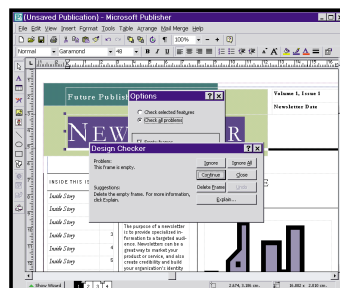 (Unsaved Publication) - Microsoft Publisher
File Edit View Insert Format Tools Table Arrange Mail Merge Help
100%
Normal Garamond 48 B I U
Future Publis
Volume 1, Issue 1
Newsletter Date
Options
Check selected features
Check all problems
NEW R
Design Checker
Problem:
This frame is empty.
Suggestions:
Delete the empty frame. For more information,
click Explain.
Ignore Ignore All
Continue Close
Delete Frame
Explain...
INSIDE THIS
Inside Story
Inside Story
Inside Story
Inside Story 3
Inside Story 4
Inside Story 5
The purpose of a newsletter
is to provide specialized in-
formation to a targeted audi-
ence. Newsletters can be a
great way to market your
product or service, and also
create credibility and build
your organization's identity
Show Wizard 1 2 3 4